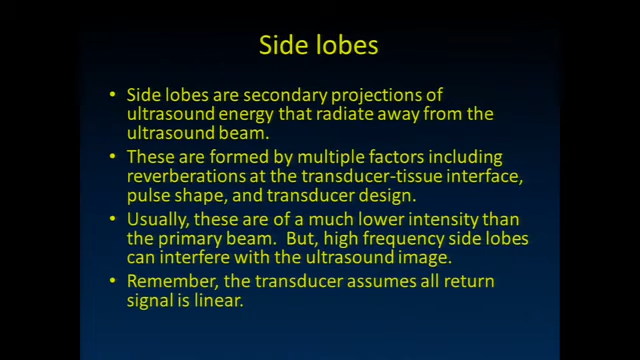 Side lobes
• Side lobes are secondary projections of
ultrasound energy that radiate away from the
ultrasound beam.
• These are formed by multiple factors including
reverberations at the transducer-tissue interface,
pulse shape, and transducer design.
• Usually, these are of a much lower intensity than
the primary beam.  But, high frequency side lobes
can interfere with the ultrasound image.
• Remember, the transducer assumes all return
signal is linear.